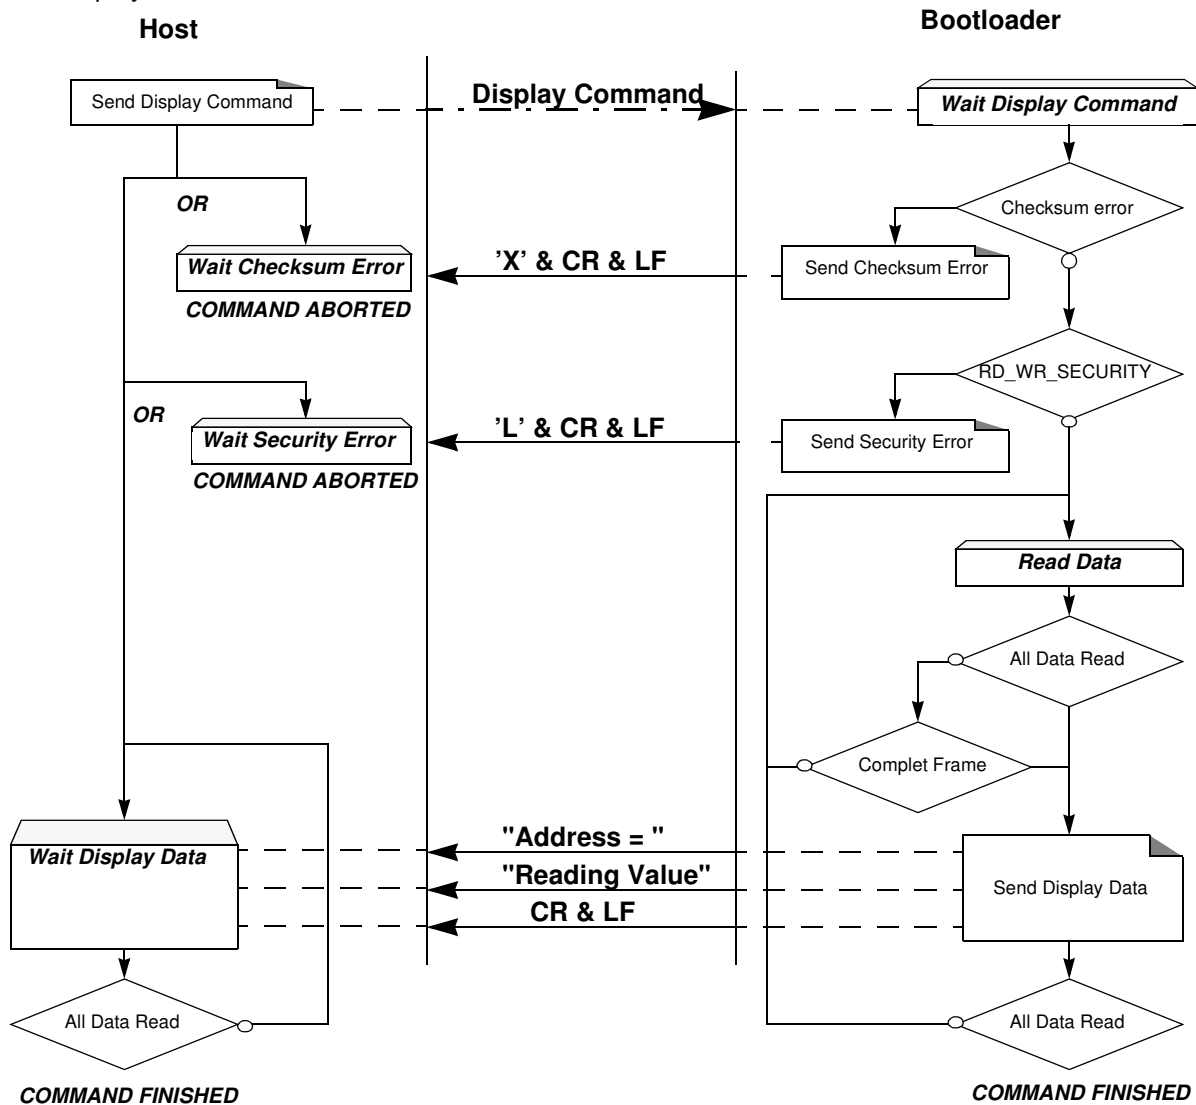 Host
Bootloader
Send Display Command
Display Command
Wait Display Command
OR
Checksum error
Wait Checksum Error
'X' & CR & LF
Send Checksum Error
COMMAND ABORTED
RD_WR_SECURITY
OR
Wait Security Error
'L' & CR & LF
Send Security Error
COMMAND ABORTED
Read Data
All Data Read
Complet Frame
"Address = "
Wait Display Data
"Reading Value"
Send Display Data
CR & LF
All Data Read
All Data Read
COMMAND FINISHED
COMMAND FINISHED